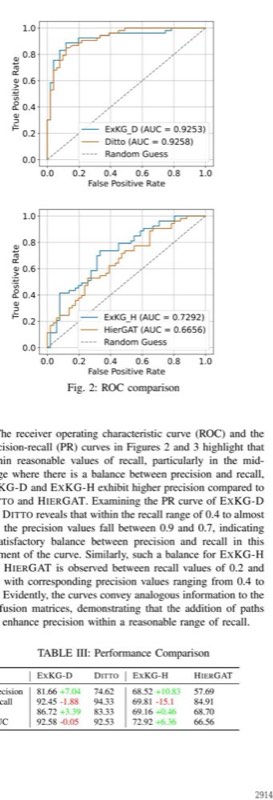 1.0
0.8
0.6
0.4
0.2
0.0
True Positive Rate
ExKG_D (AUC = 0.9253)
Ditto (AUC = 0.9258)
Random Guess
0.0 0.2 0.4 0.6 0.8 1.0
False Positive Rate
1.0
0.8
0.6
0.4
0.2
0.0
True Positive Rate
ExKG_H (AUC = 0.7292)
HierGAT (AUC = 0.6656)
Random Guess
0.0 0.2 0.4 0.6 0.8 1.0
False Positive Rate
Fig. 2: ROC comparison
he receiver operating characteristic curve (ROC) and the
cision-recall (PR) curves in Figures 2 and 3 highlight that
hin reasonable values of recall, particularly in the mid-
ge where there is a balance between precision and recall,
KG-D and EXKG-H exhibit higher precision compared to
TTO and HIERGAT. Examining the PR curve of EXKG-D
DITTO reveals that within the recall range of 0.4 to almost
the precision values fall between 0.9 and 0.7, indicating
atisfactory balance between precision and recall in this
ment of the curve. Similarly, such a balance for EXKG-H
HIERGAT is observed between recall values of 0.2 and
with corresponding precision values ranging from 0.4 to
Evidently, the curves convey analogous information to the
fusion matrices, demonstrating that the addition of paths
enhance precision within a reasonable range of recall.
TABLE III: Performance Comparison
EXKG-D DITTO EXKG-H HIERGAT
cision 81.66 +7.04 74.62 68.52 +10.83 57.69
call 92.45 -1.88 94.33 69.81 -15.1 84.91
86.72 +3.39 83.33 69.16 +0.46 68.70
UC 92.58 -0.05 92.53 72.92 +6.36 66.56
2914